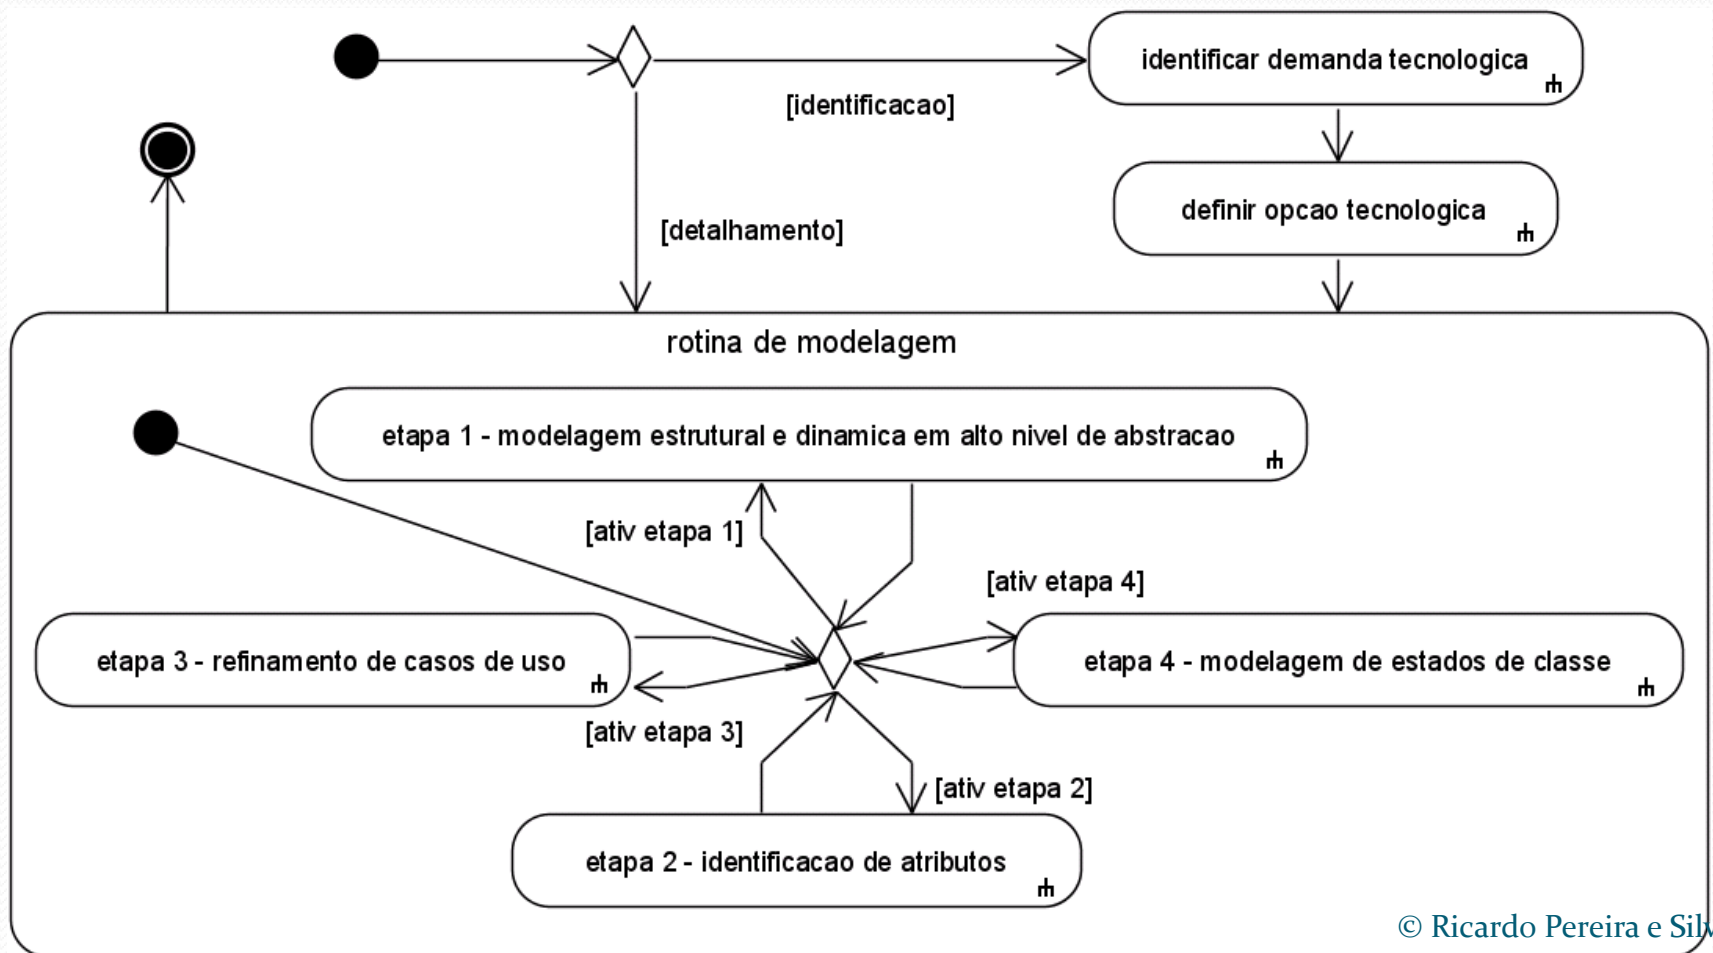 identificar demanda tecnologica
[identificacao]
definir opcao tecnologica
[detalhamento]
rotina de modelagem
etapa 1 - modelagem estrutural e dinamica em alto nivel de abstracao
[ativ etapa 1]
[ativ etapa 4]
etapa 3 - refinamento de casos de uso
etapa 4 - modelagem de estados de classe
[ativ etapa 3]
[ativ etapa 2]
etapa 2 - identificacao de atributos
© Ricardo Pereira e